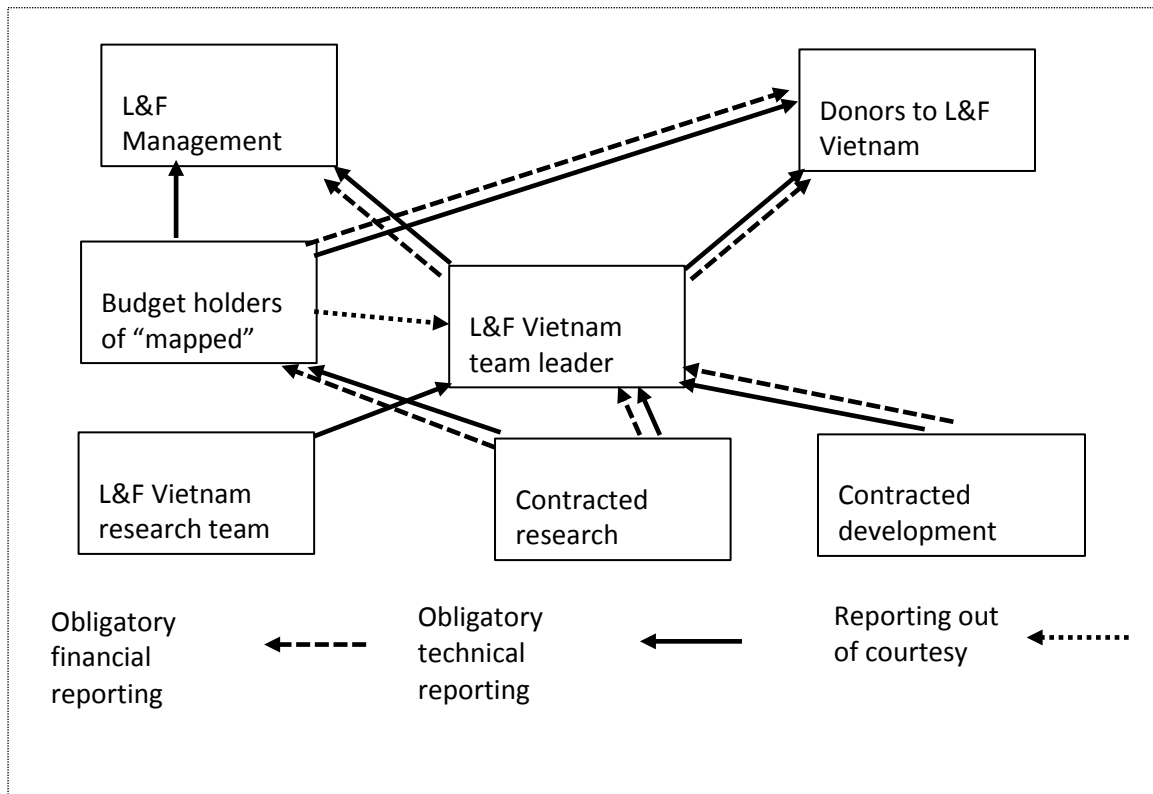 L&F
Management
Donors to L&F
Vietnam
Budget holders
of “mapped”
L&F Vietnam
team leader
L&F Vietnam
research team
Contracted
research
Contracted
development
Obligatory
financial
reporting
Obligatory
technical
reporting
Reporting out
of courtesy